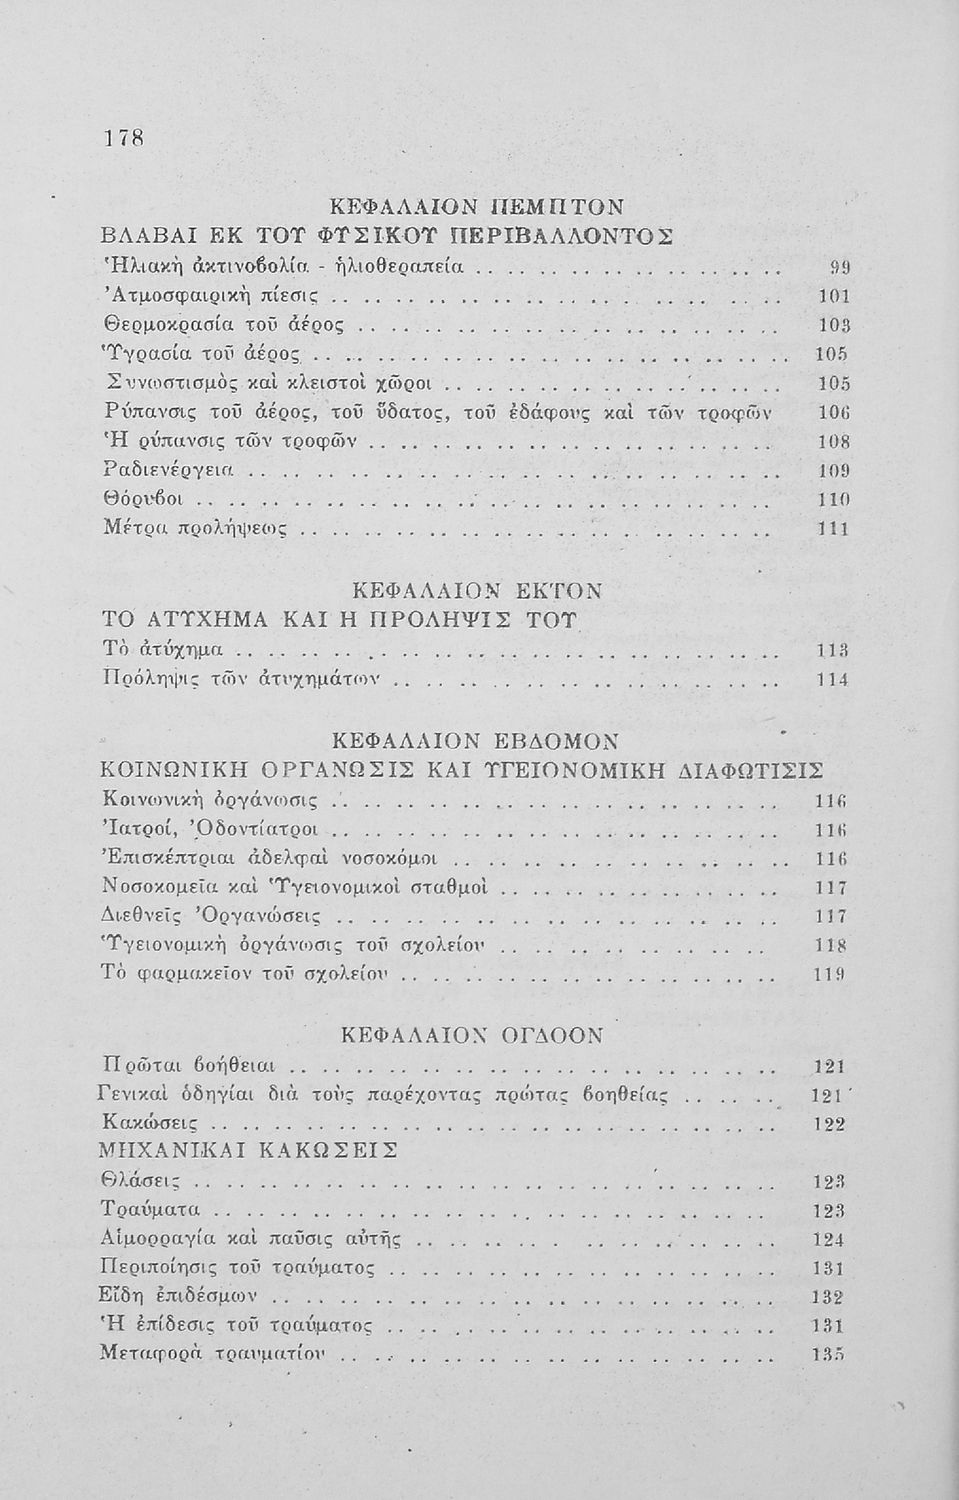 178
ΚΕΦΑΛΑΙΟΝ ΠΕΜΠΤΟΝ
ΒΛΑΒΑΙ ΕΚ ΤΟΥ ΦΥΣΙΚΟΥ ΠΕΡΙΒΑΛΛΟΝΤΟΣ
Ἡλιακὴ ἀκτινοβολία - ἡλιοθεραπεία .. .. .. .. .. .. .. .. .. .. 99
Ἀτμοσφαιρικὴ πίεσις .. .. .. .. .. .. .. .. .. .. .. .. .. .. 101
Θερμοκρασία τοῦ ἀέρος .. .. .. .. .. .. .. .. .. .. .. .. .. 103
Ὑγρασία τοῦ ἀέρος .. .. .. .. .. .. .. .. .. .. .. .. .. .. .. 105
Συνωστισμὸς καὶ κλειστοὶ χῶροι .. .. .. .. .. .. .. .. .. .. .. 105
Ρύπανσις τοῦ ἀέρος, τοῦ ὕδατος, τοῦ ἐδάφους καὶ τῶν τροφῶν 106
Ἡ ρύπανσις τῶν τροφῶν .. .. .. .. .. .. .. .. .. .. .. .. .. 108
Ραδιενέργεια .. .. .. .. .. .. .. .. .. .. .. .. .. .. .. .. .. 109
Θόρυβοι .. .. .. .. .. .. .. .. .. .. .. .. .. .. .. .. .. .. 110
Μέτρα προλήψεως .. .. .. .. .. .. .. .. .. .. .. .. .. .. .. 111
ΚΕΦΑΛΑΙΟΝ ΕΚΤΟΝ
ΤΟ ΑΤΥΧΗΜΑ ΚΑΙ Η ΠΡΟΛΗΨΙΣ ΤΟΥ
Τὸ ἀτύχημα .. .. .. .. .. .. .. .. .. .. .. .. .. .. .. .. .. 113
Πρόληψις τῶν ἀτυχημάτων .. .. .. .. .. .. .. .. .. .. .. .. 114
ΚΕΦΑΛΑΙΟΝ ΕΒΔΟΜΟΝ
ΚΟΙΝΩΝΙΚΗ ΟΡΓΑΝΩΣΙΣ ΚΑΙ ΥΓΕΙΟΝΟΜΙΚΗ ΔΙΑΦΩΤΙΣΙΣ
Κοινωνικὴ ὀργάνωσις .. .. .. .. .. .. .. .. .. .. .. .. .. .. 116
Ἰατροί, Ὀδοντίατροι .. .. .. .. .. .. .. .. .. .. .. .. .. .. 116
Ἐπισκέπτριαι ἀδελφαὶ νοσοκόμοι .. .. .. .. .. .. .. .. .. .. .. 116
Νοσοκομεῖα καὶ Ὑγειονομικοὶ σταθμοὶ .. .. .. .. .. .. .. .. .. 117
Διεθνεῖς Ὀργανώσεις .. .. .. .. .. .. .. .. .. .. .. .. .. .. 117
Ὑγειονομικὴ ὀργάνωσις τοῦ σχολείου .. .. .. .. .. .. .. .. .. 118
Τὸ φαρμακεῖον τοῦ σχολείου .. .. .. .. .. .. .. .. .. .. .. .. 119
ΚΕΦΑΛΑΙΟΝ ΟΓΔΟΟΝ
Πρῶται βοήθειαι .. .. .. .. .. .. .. .. .. .. .. .. .. .. .. 121
Γενικαὶ ὁδηγίαι διὰ τοὺς παρέχοντας πρώτας βοηθείας .. .. .. 121
Κακώσεις .. .. .. .. .. .. .. .. .. .. .. .. .. .. .. .. .. .. 122
ΜΗΧΑΝΙΚΑΙ ΚΑΚΩΣΕΙΣ
Θλάσεις .. .. .. .. .. .. .. .. .. .. .. .. .. .. .. .. .. .. 123
Τραύματα .. .. .. .. .. .. .. .. .. .. .. .. .. .. .. .. .. 123
Αἱμορραγία καὶ παῦσις αὐτῆς .. .. .. .. .. .. .. .. .. .. .. 124
Περιποίησις τοῦ τραύματος .. .. .. .. .. .. .. .. .. .. .. .. 131
Εἴδη ἐπιδέσμων .. .. .. .. .. .. .. .. .. .. .. .. .. .. .. .. 132
Ἡ ἐπίδεσις τοῦ τραύματος .. .. .. .. .. .. .. .. .. .. .. .. 131
Μεταφορὰ τραυματίου .. .. .. .. .. .. .. .. .. .. .. .. .. .. 135